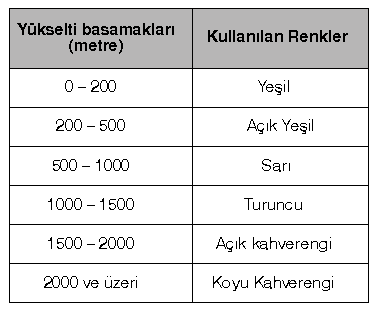 Yükselti basamakları (metre) Kullanılan Renkler
0 – 200 Yeşil
200 – 500 Açık Yeşil
500 – 1000 Sarı
1000 – 1500 Turuncu
1500 – 2000 Açık kahverengi
2000 ve üzeri Koyu Kahverengi